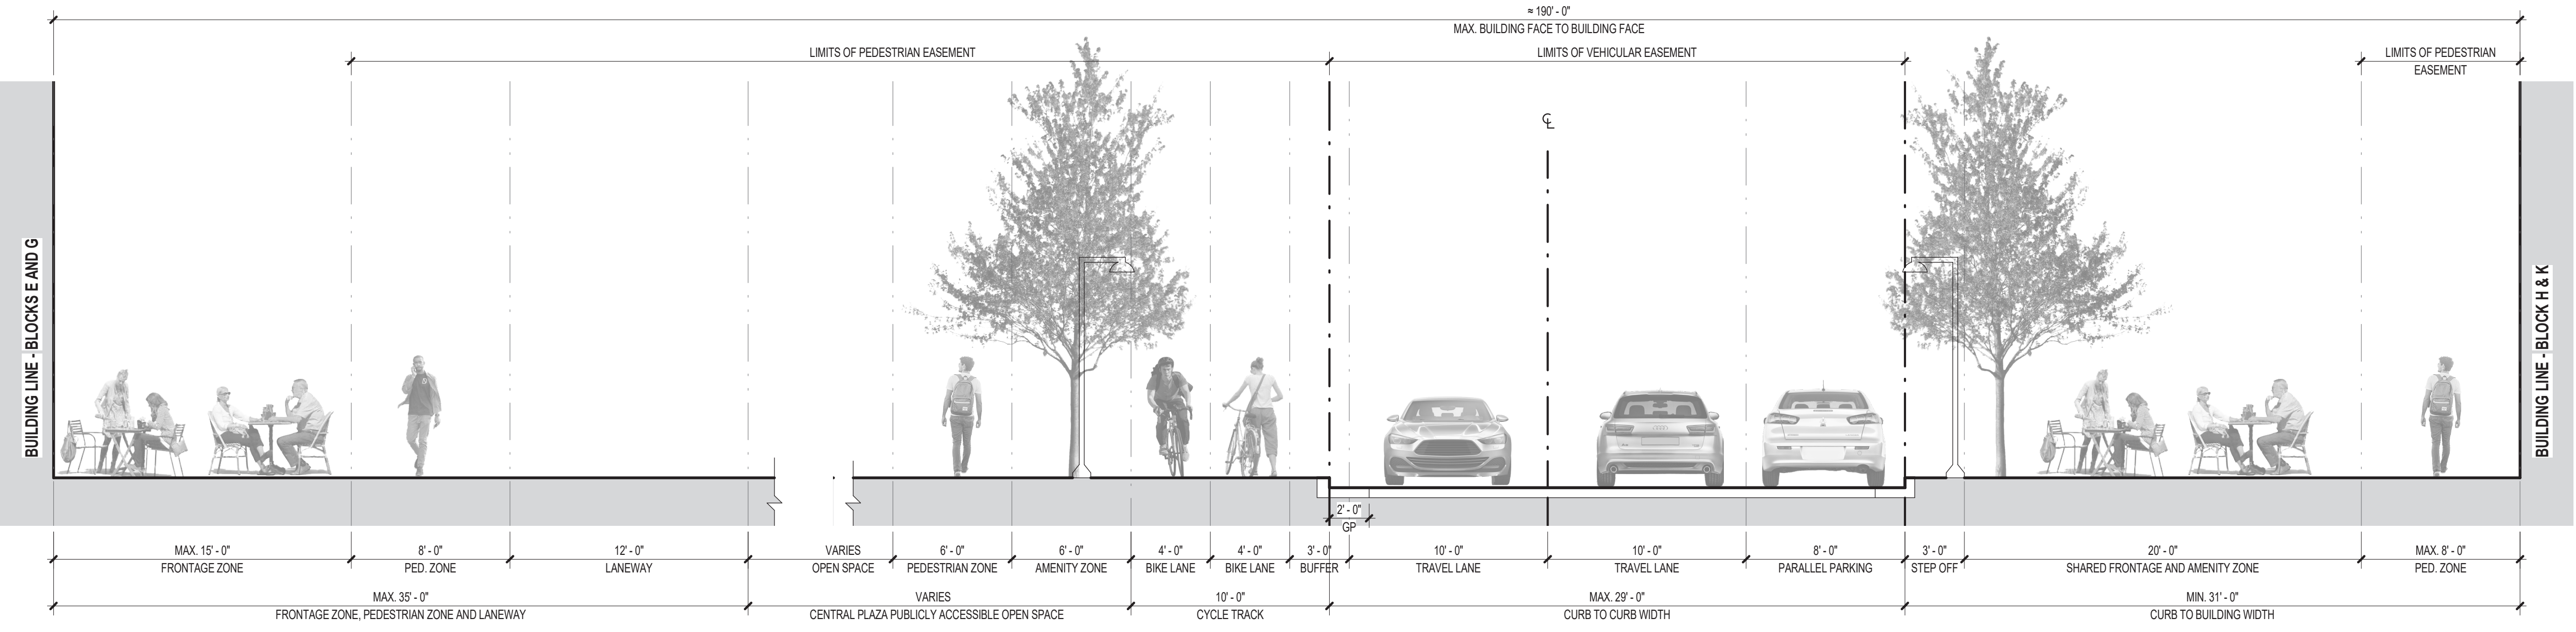 ≈ 190' - 0"
MAX. BUILDING FACE TO BUILDING FACE
LIMITS OF PEDESTRIAN EASEMENT
LIMITS OF VEHICULAR EASEMENT
LIMITS OF PEDESTRIAN
EASEMENT
CL
BUILDING LINE - BLOCKS E AND G
BUILDING LINE - BLOCK H & K
2' - 0"
GP
MAX. 15' - 0"
FRONTAGE ZONE
8' - 0"
PED. ZONE
12' - 0"
LANEWAY
VARIES
OPEN SPACE
6' - 0"
PEDESTRIAN ZONE
6' - 0"
AMENITY ZONE
4' - 0"
BIKE LANE
4' - 0"
BIKE LANE
3' - 0"
BUFFER
10' - 0"
TRAVEL LANE
10' - 0"
TRAVEL LANE
8' - 0"
PARALLEL PARKING
3' - 0"
STEP OFF
20' - 0"
SHARED FRONTAGE AND AMENITY ZONE
MAX. 8' - 0"
PED. ZONE
MAX. 35' - 0"
FRONTAGE ZONE, PEDESTRIAN ZONE AND LANEWAY
VARIES
CENTRAL PLAZA PUBLICLY ACCESSIBLE OPEN SPACE
10' - 0"
CYCLE TRACK
MAX. 29' - 0"
CURB TO CURB WIDTH
MIN. 31' - 0"
CURB TO BUILDING WIDTH